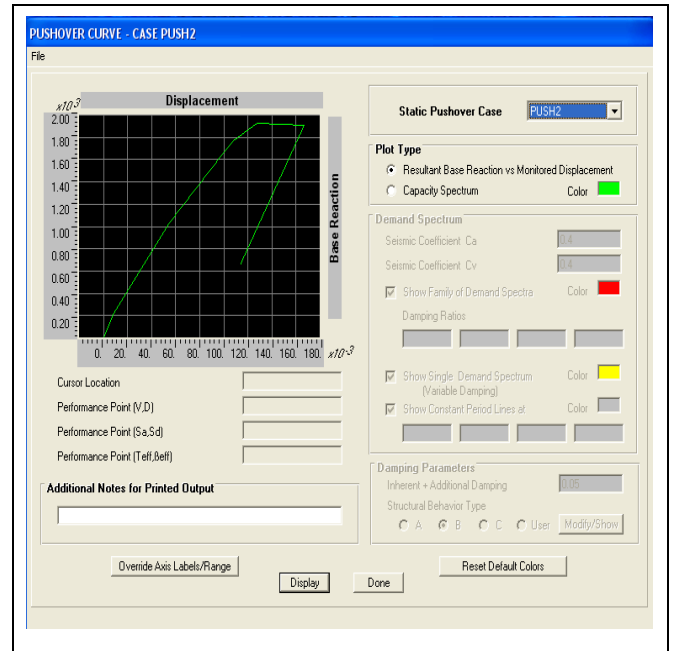 PUSHOVER CURVE - CASE PUSH2
File
x10 3
Displacement
2.00
1.80
1.60
1.40
1.20
1.00
0.80
0.60
0.40
0.20
Base Reaction
0. 20. 40. 60. 80. 100. 120. 140. 160. 180. x10 -3
Cursor Location
Performance Point (V,D)
Performance Point (Sa,Sd)
Performance Point (Teff,βeff)
Additional Notes for Printed Output
Override Axis Labels/Range
Display
Done
Reset Default Colors
Static Pushover Case PUSH2
Plot Type
Resultant Base Reaction vs Monitored Displacement
Capacity Spectrum Color
Demand Spectrum
Seismic Coefficient Ca 0.4
Seismic Coefficient Cv 0.4
Show Family of Demand Spectra Color
Damping Ratios
Show Single Demand Spectrum Color
(Variable Damping)
Show Constant Period Lines at Color
Damping Parameters
Inherent + Additional Damping 0.05
Structural Behavior Type
A B C User Modify/Show